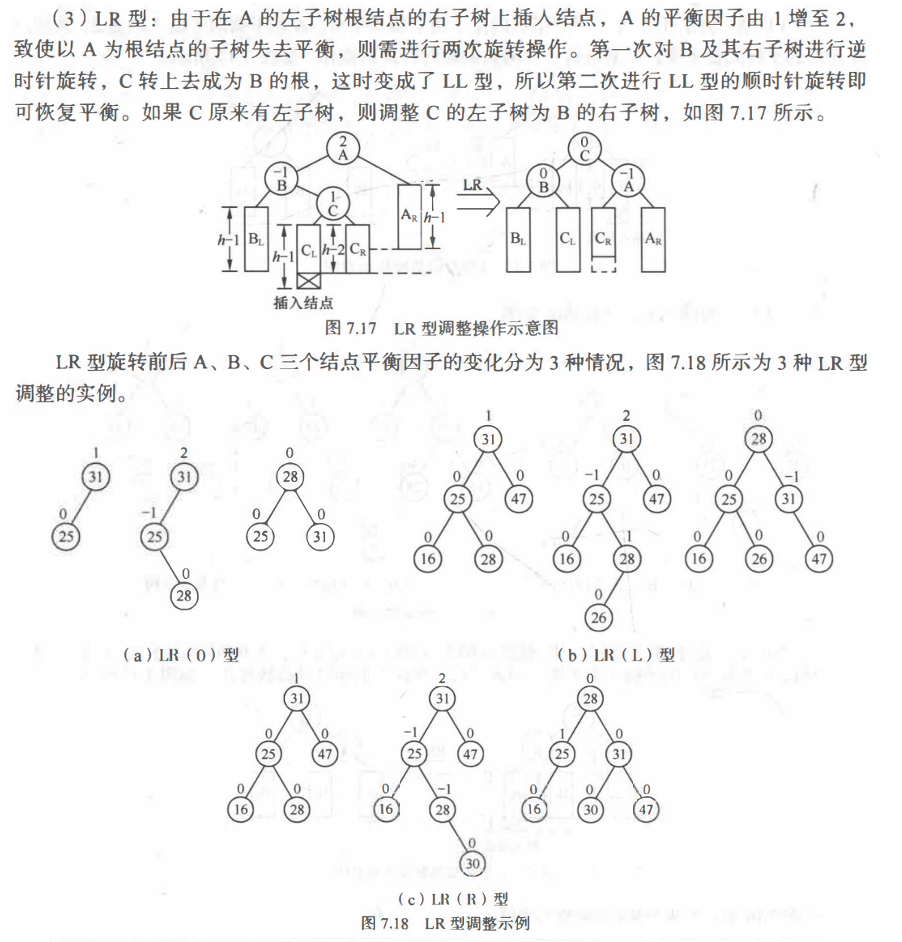 （3）LR 型：由于在 A 的左子树根结点的右子树上插入结点，A 的平衡因子由 1 增至 2，
致使以 A 为根结点的子树失去平衡，则需进行两次旋转操作。第一次对 B 及其右子树进行逆
时针旋转，C 转上去成为 B 的根，这时变成了 LL 型，所以第二次进行 LL 型的顺时针旋转即
可恢复平衡。如果 C 原来有左子树，则调整 C 的左子树为 B 的右子树，如图 7.17 所示。
2 0
A C
−1 LR 0 −1
B B A
1
C
h−1 BL h−1 CL h−2 CR AR h−1 BL CL CR AR
插入结点
图 7.17 LR 型调整操作示意图
LR 型旋转前后 A、B、C 三个结点平衡因子的变化分为 3 种情况，图 7.18 所示为 3 种 LR 型
调整的实例。
1 2 0
31 31 28
0 −1 0 0
25 25 25 31
0
28
（a）LR（0）型
1 2 0
31 31 28
0 0 −1 0 0 −1
25 47 25 47 25 31
0 0 0 1 0 0 0
16 28 16 28 16 26 47
0
26
（b）LR（L）型
1 2 0
31 31 28
0 0 −1 0 1 0
25 47 25 47 25 31
0 0 0 −1 0 0 0
16 28 16 28 16 30 47
0
30
（c）LR（R）型
图 7.18 LR 型调整示例